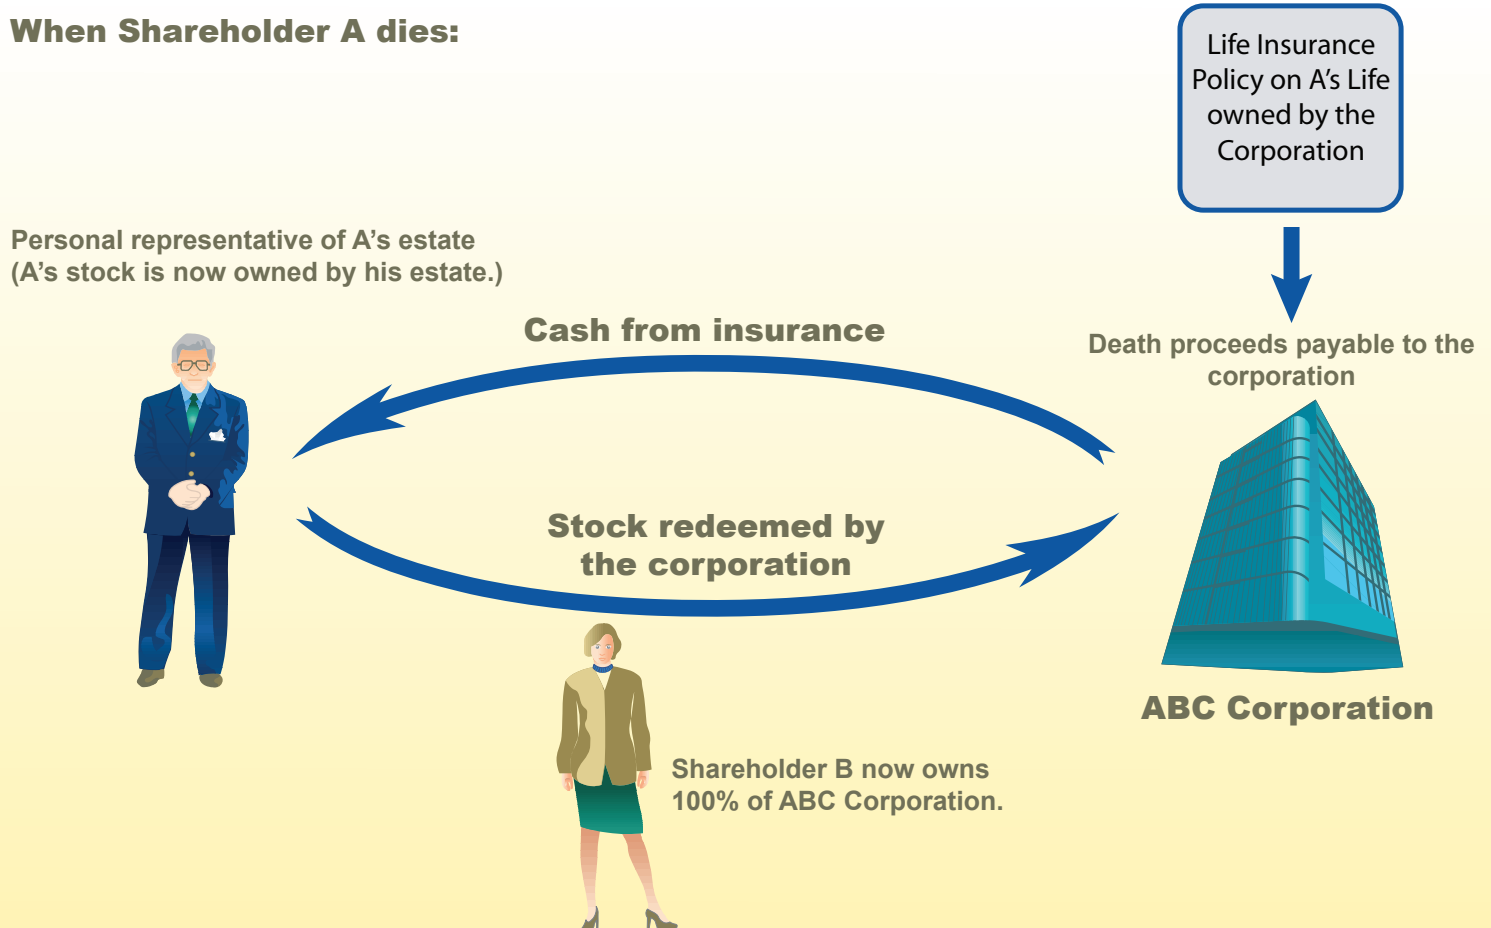 When Shareholder A dies:
Life Insurance
Policy on A's Life
owned by the
Corporation
Personal representative of A's estate
(A's stock is now owned by his estate.)
Cash from insurance
Death proceeds payable to the
corporation
Stock redeemed by
the corporation
ABC Corporation
Shareholder B now owns
100% of ABC Corporation.